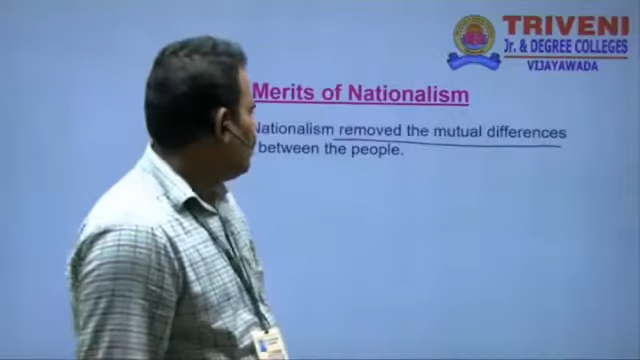 TRIVENI
Jr. & DEGREE COLLEGES
VIJAYAWADA
Merits of Nationalism
Nationalism removed the mutual differences
between the people.